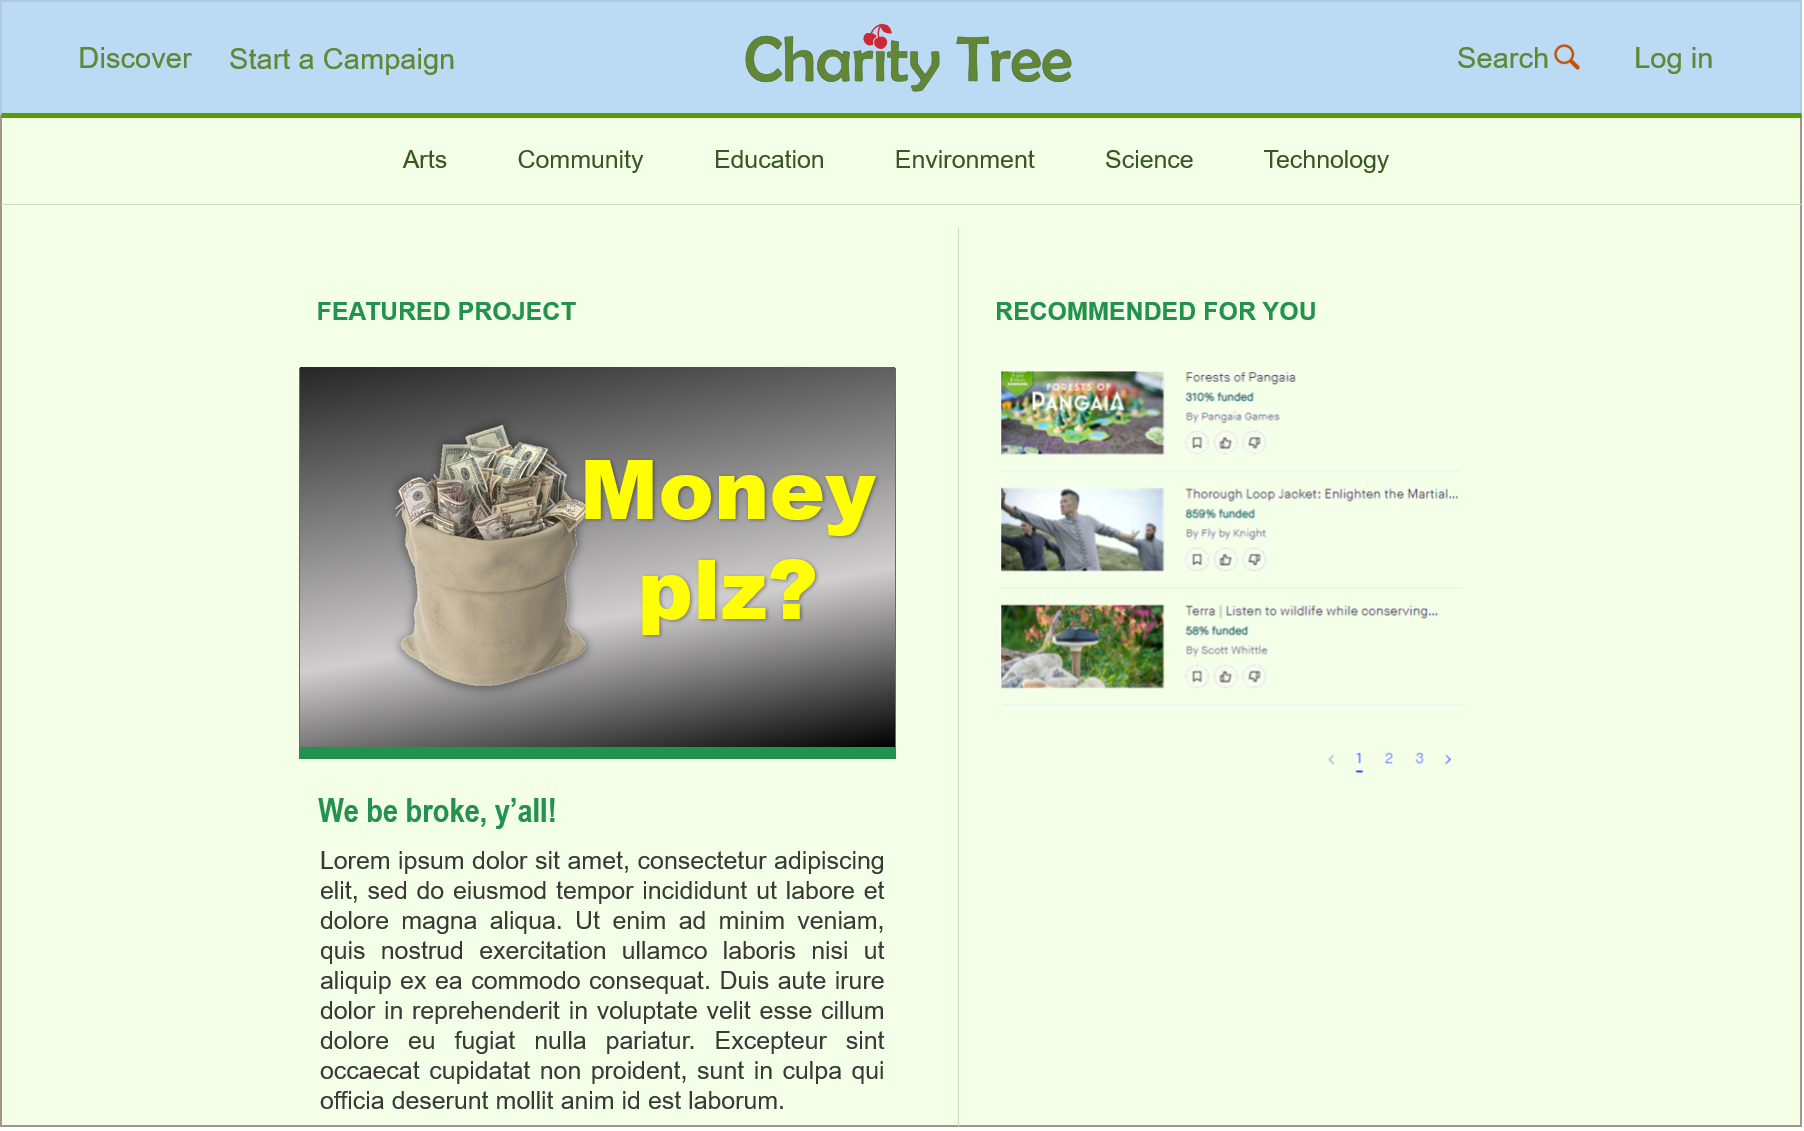 Discover
Start a Campaign
Charity Tree
Search
Log in
Arts
Community
Education
Environment
Science
Technology
FEATURED PROJECT
Money
plz?
We be broke, y’all!
Lorem ipsum dolor sit amet, consectetur adipiscing
elit, sed do eiusmod tempor incididunt ut labore et
dolore magna aliqua. Ut enim ad minim veniam,
quis nostrud exercitation ullamco laboris nisi ut
aliquip ex ea commodo consequat. Duis aute irure
dolor in reprehenderit in voluptate velit esse cillum
dolore eu fugiat nulla pariatur. Excepteur sint
occaecat cupidatat non proident, sunt in culpa qui
officia deserunt mollit anim id est laborum.
RECOMMENDED FOR YOU
FORESTS OF
PANGAIA
Forests of Pangaia
310% funded
By Pangaia Games
Thorough Loop Jacket: Enlighten the Martial...
859% funded
By Fly by Knight
Terra | Listen to wildlife while conserving...
58% funded
By Scott Whittle
‹ 1 2 3 ›